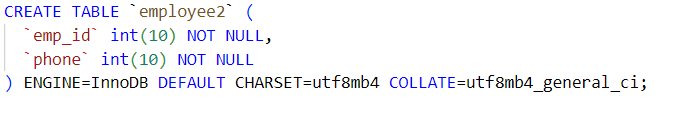 CREATE TABLE `employee2` (
  `emp_id` int(10) NOT NULL,
  `phone` int(10) NOT NULL
) ENGINE=InnoDB DEFAULT CHARSET=utf8mb4 COLLATE=utf8mb4_general_ci;